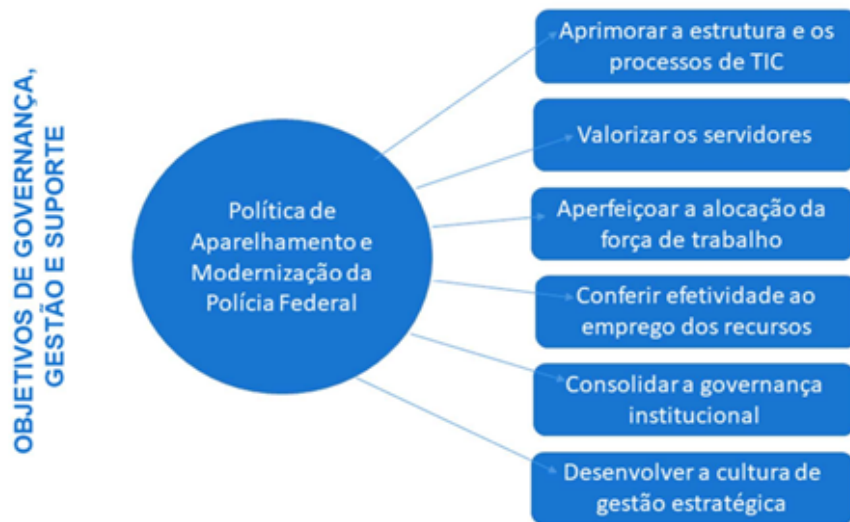 OBJETIVOS DE GOVERNANÇA,
GESTÃO E SUPORTE
Política de
Aparelhamento e
Modernização da
Polícia Federal
Aprimorar a estrutura e os
processos de TIC
Valorizar os servidores
Aperfeiçoar a alocação da
força de trabalho
Conferir efetividade ao
emprego dos recursos
Consolidar a governança
institucional
Desenvolver a cultura de
gestão estratégica